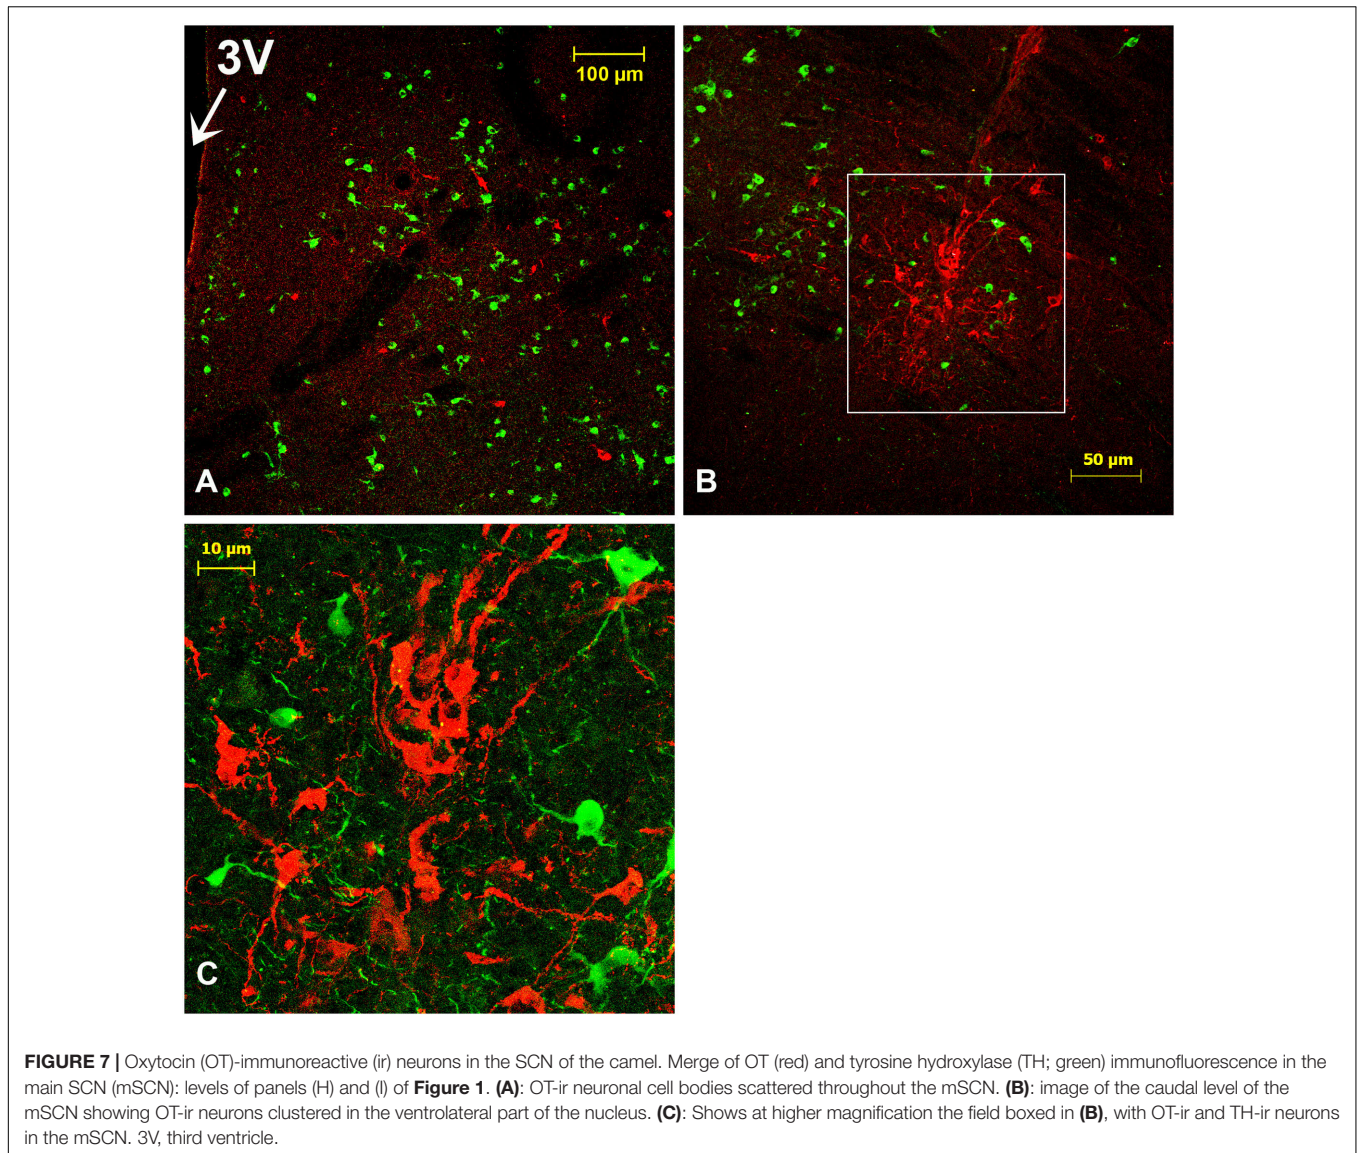 3V
100 µm
A
50 µm
B
10 µm
C
FIGURE 7 | Oxytocin (OT)-immunoreactive (ir) neurons in the SCN of the camel. Merge of OT (red) and tyrosine hydroxylase (TH; green) immunofluorescence in the
main SCN (mSCN): levels of panels (H) and (I) of Figure 1. (A): OT-ir neuronal cell bodies scattered throughout the mSCN. (B): image of the caudal level of the
mSCN showing OT-ir neurons clustered in the ventrolateral part of the nucleus. (C): Shows at higher magnification the field boxed in (B), with OT-ir and TH-ir neurons
in the mSCN. 3V, third ventricle.